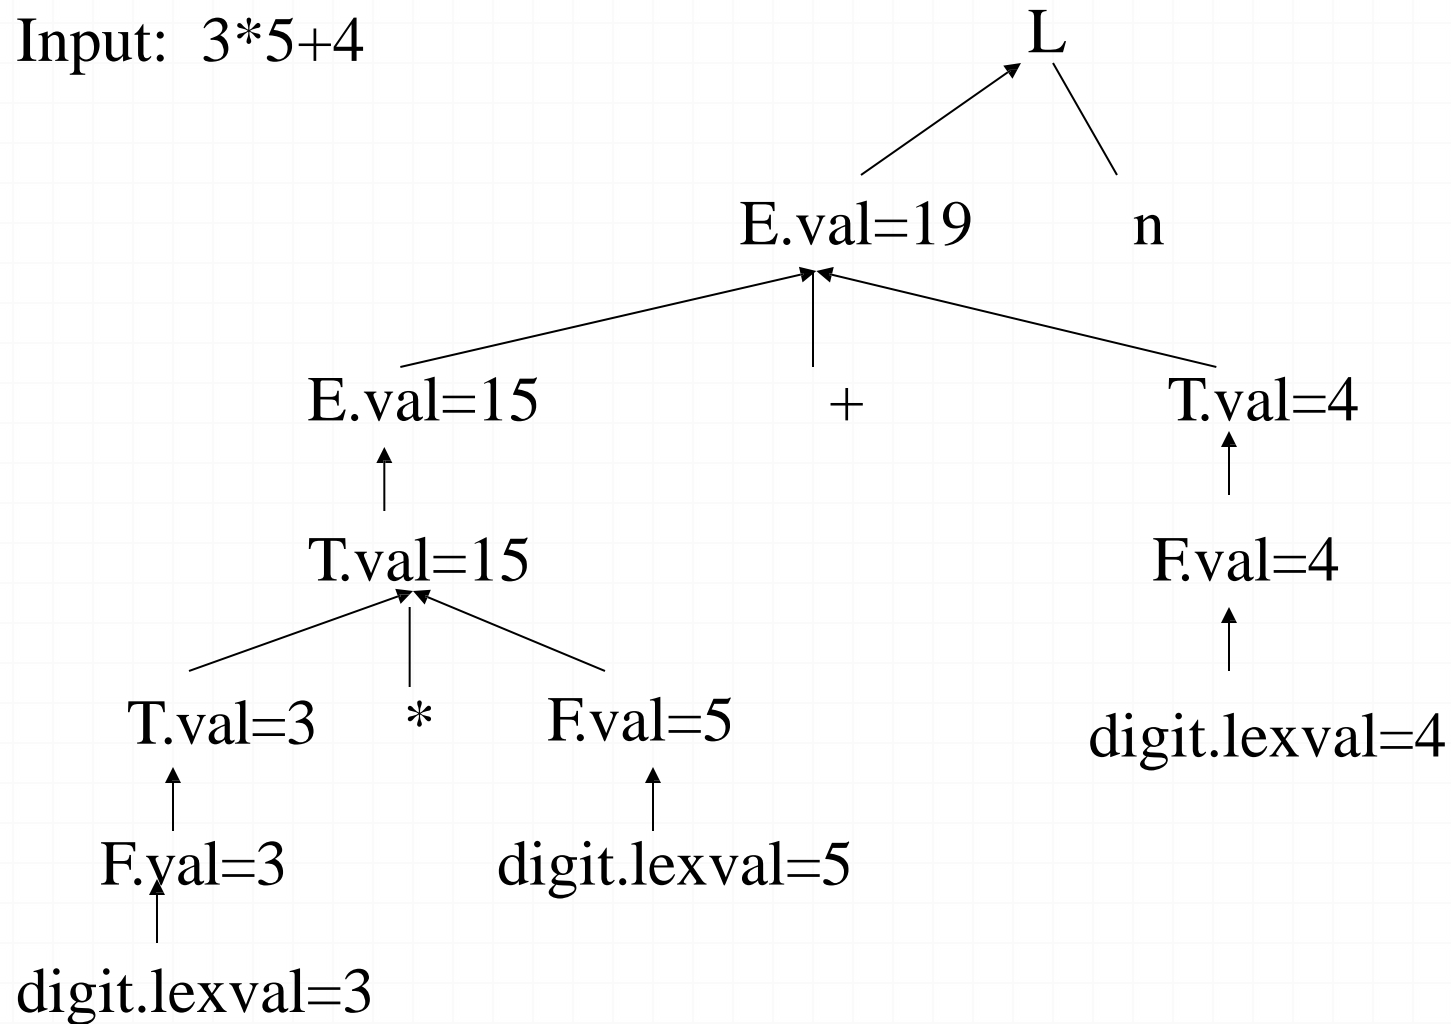 Input: 3*5+4
L
E.val=19 n
E.val=15 + T.val=4
T.val=15 F.val=4
T.val=3 * F.val=5 digit.lexval=4
F.val=3 digit.lexval=5
digit.lexval=3